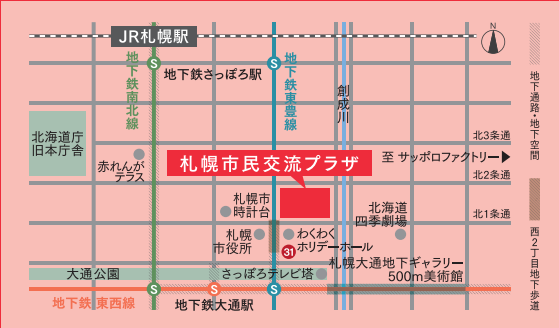 JR札幌駅
N
S
S
地下鉄さっぽろ駅
地下鉄南北線
地下鉄東豊線
創成川
地下通路・地下空間
北海道庁
旧本庁舎
赤れんが
テラス
北3条通
札幌市民交流プラザ
至 サッポロファクトリー
北2条通
札幌市
時計台
北海道
四季劇場
北1条通
札幌
市役所
わくわく
ホリデーホール
31
西2丁目地下歩道
大通公園
さっぽろテレビ塔
札幌大通地下ギャラリー
500m美術館
S
S
S
地下鉄東西線
地下鉄大通駅